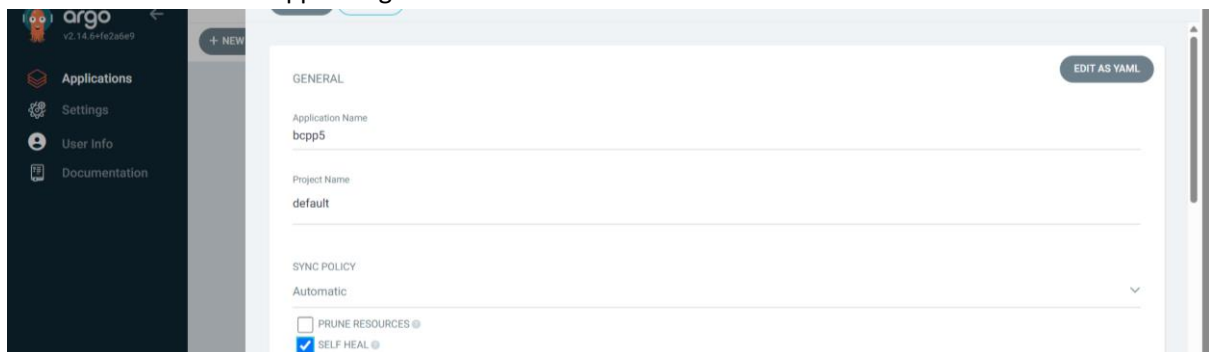 argo
v2.14.6+fe2a6e9
+ NEW
Applications
Settings
User Info
Documentation
EDIT AS YAML
GENERAL
Application Name
bcpp5
Project Name
default
SYNC POLICY
Automatic
PRUNE RESOURCES
SELF HEAL